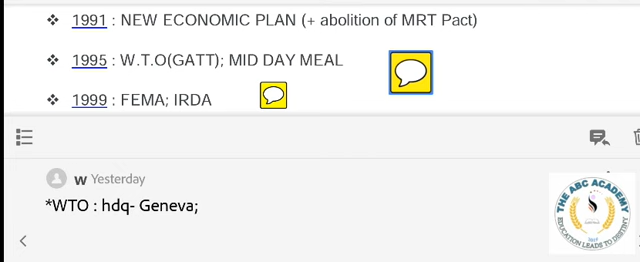 ❖ 1991 : NEW ECONOMIC PLAN (+ abolition of MRT Pact)
❖ 1995 : W.T.O(GATT); MID DAY MEAL
❖ 1999 : FEMA; IRDA
w Yesterday
*WTO : hdq- Geneva;
THE ABC ACADEMY
EDUCATION LEADS TO DESTINY